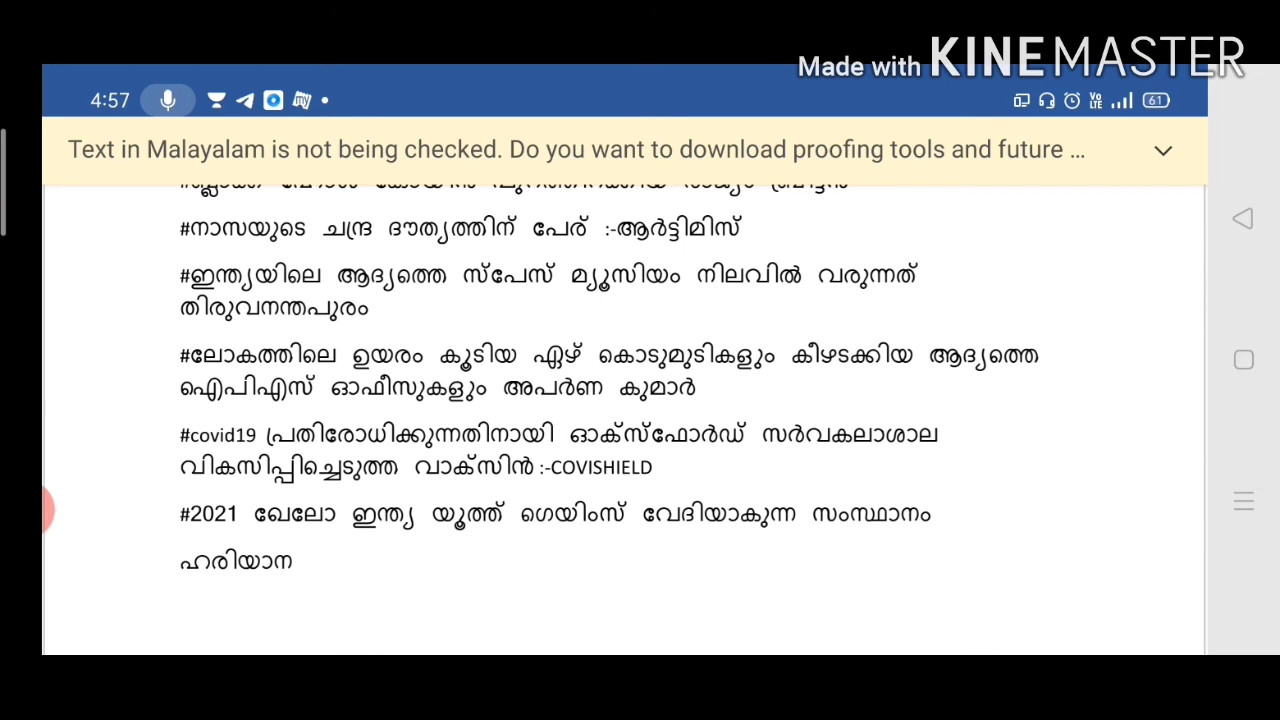 Made with KINEMASTER
4:57
61
Text in Malayalam is not being checked. Do you want to download proofing tools and future ...
#നാസയുടെ ചന്ദ്ര ദൗത്യത്തിന് പേര് :-ആർട്ടിമിസ്
#ഇന്ത്യയിലെ ആദ്യത്തെ സ്പേസ് മ്യൂസിയം നിലവിൽ വരുന്നത്
തിരുവനന്തപുരം
#ലോകത്തിലെ ഉയരം കൂടിയ ഏഴ് കൊടുമുടികളും കീഴടക്കിയ ആദ്യത്തെ
ഐപിഎസ് ഓഫീസുകളും അപർണ കുമാർ
#covid19 പ്രതിരോധിക്കുന്നതിനായി ഓക്സ്ഫോർഡ് സർവകലാശാല
വികസിപ്പിച്ചെടുത്ത വാക്സിൻ :-COVISHIELD
#2021 ഖേലോ ഇന്ത്യ യൂത്ത് ഗെയിംസ് വേദിയാകുന്ന സംസ്ഥാനം
ഹരിയാന